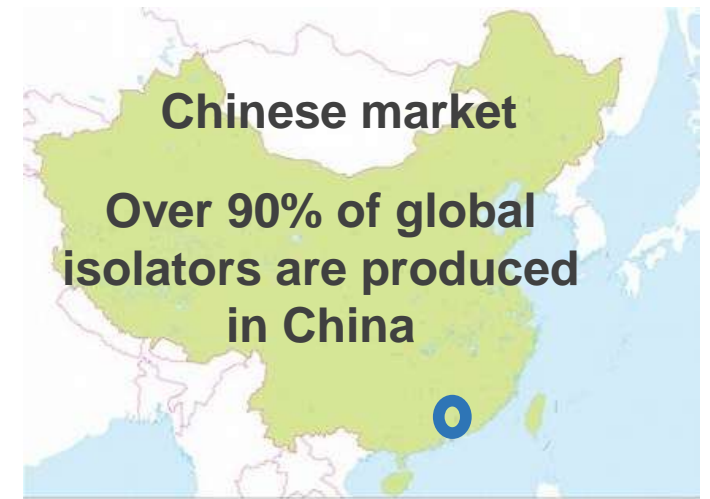 Chinese market
Over 90% of global
isolators are produced
in China